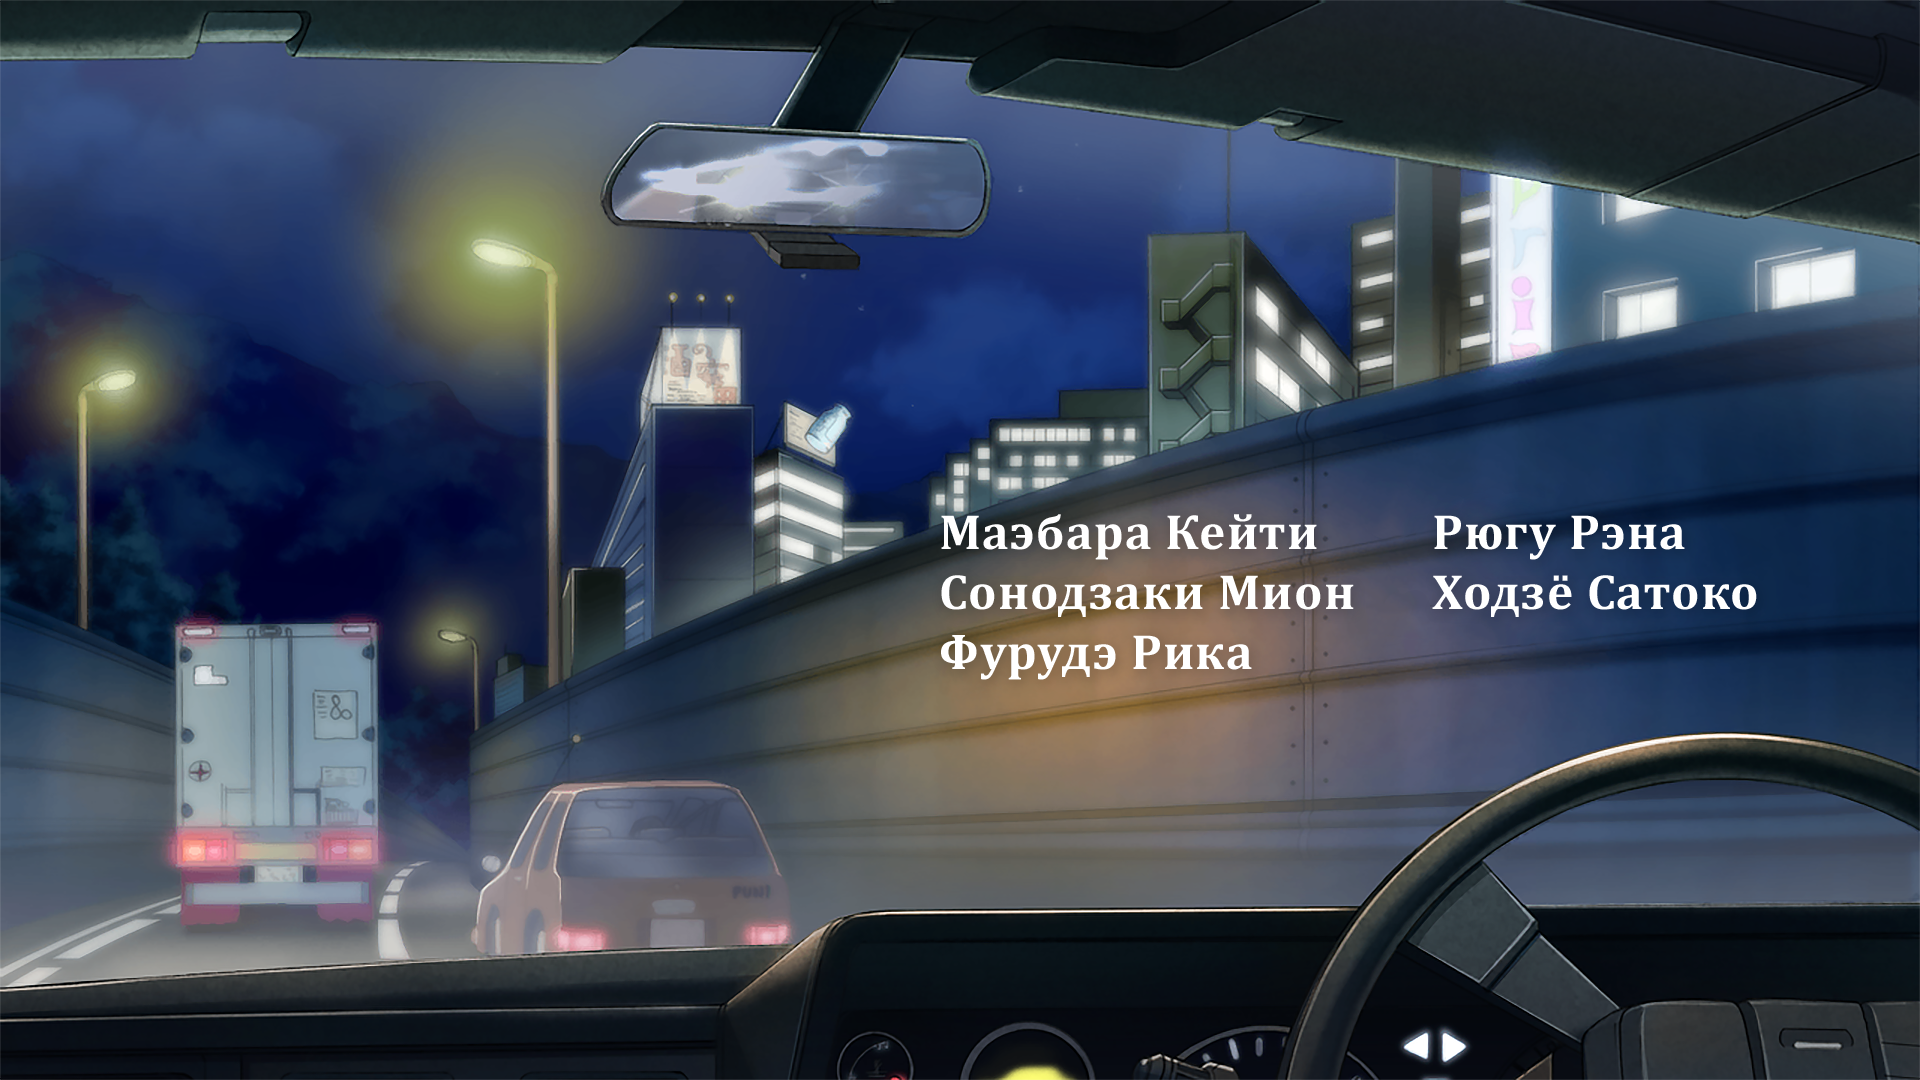 Маэбара Кейти
Рюгу Рэна
Сонодзаки Мион
Ходзё Сатоко
Фурудэ Рика